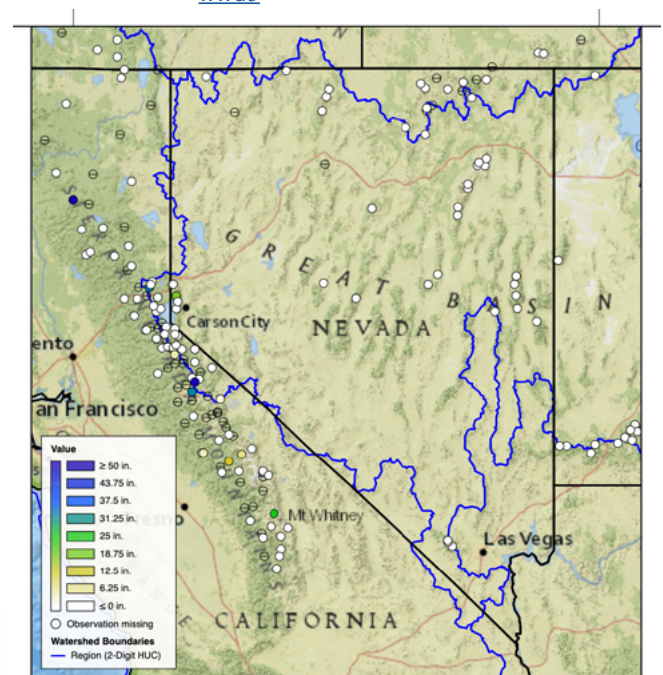 N
SIERRA
GREAT BASIN
Carson City
NEVADA
ento
an Francisco
Value
≥ 50 in.
43.75 in.
37.5 in.
31.25 in.
25 in.
18.75 in.
12.5 in.
6.25 in.
≤ 0 in.
Observation missing
Watershed Boundaries
Region (2-Digit HUC)
resno
Mt Whitney
Las Vegas
CALIFORNIA